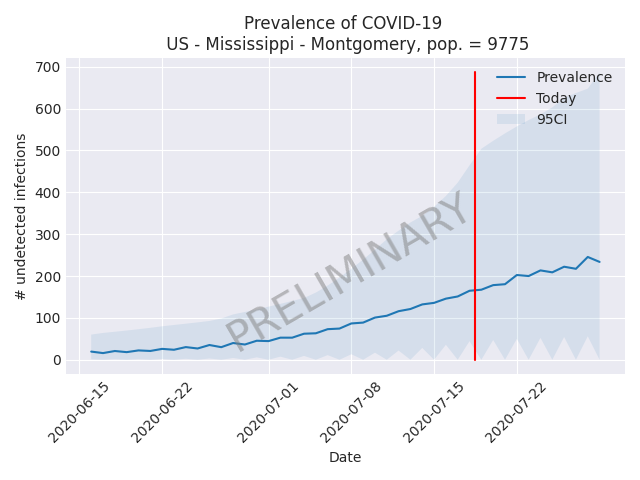 Prevalence of COVID-19
US - Mississippi - Montgomery, pop. = 9775
700
600
500
400
300
200
100
0
# undetected infections
Prevalence
Today
95CI
PRELIMINARY
2020-06-15
2020-06-22
2020-07-01
2020-07-08
2020-07-15
2020-07-22
Date